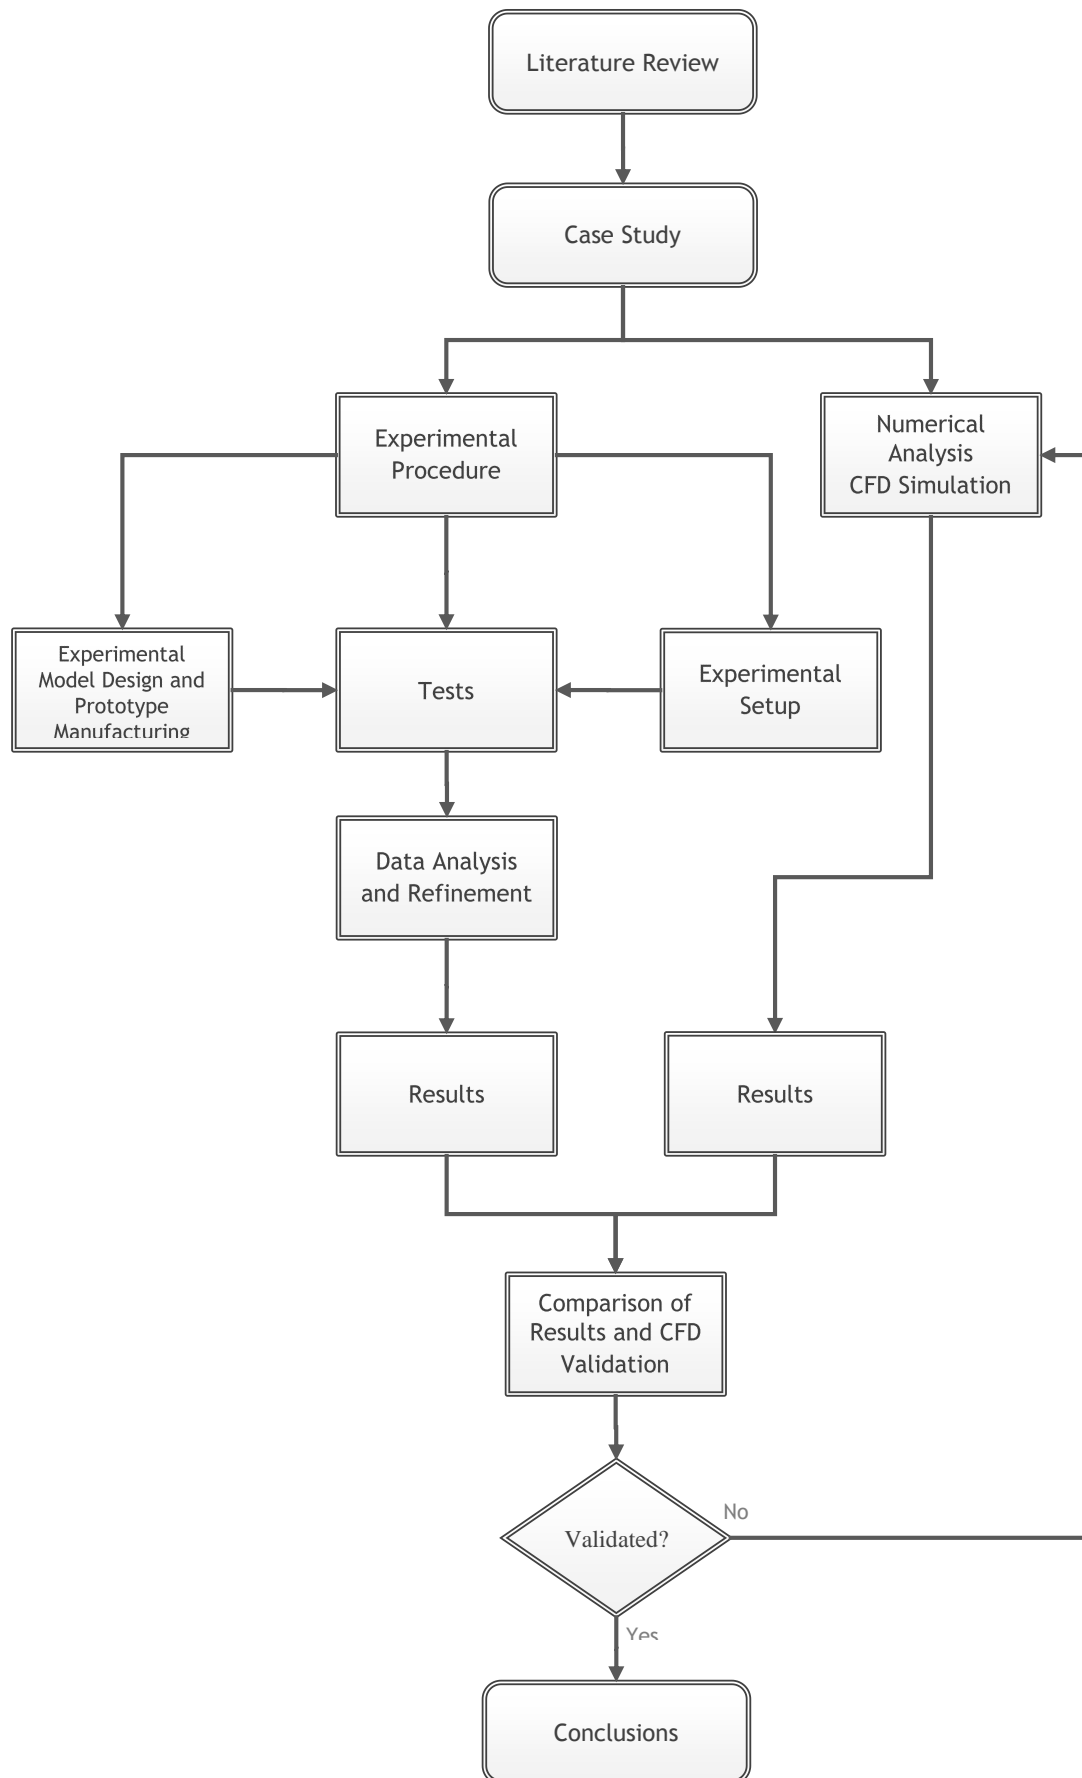 Literature Review
Case Study
Experimental
Procedure
Numerical
Analysis
CFD Simulation
Experimental
Model Design and
Prototype
Manufacturing
Tests
Experimental
Setup
Data Analysis
and Refinement
Results
Results
Comparison of
Results and CFD
Validation
No
Validated?
Yes
Conclusions